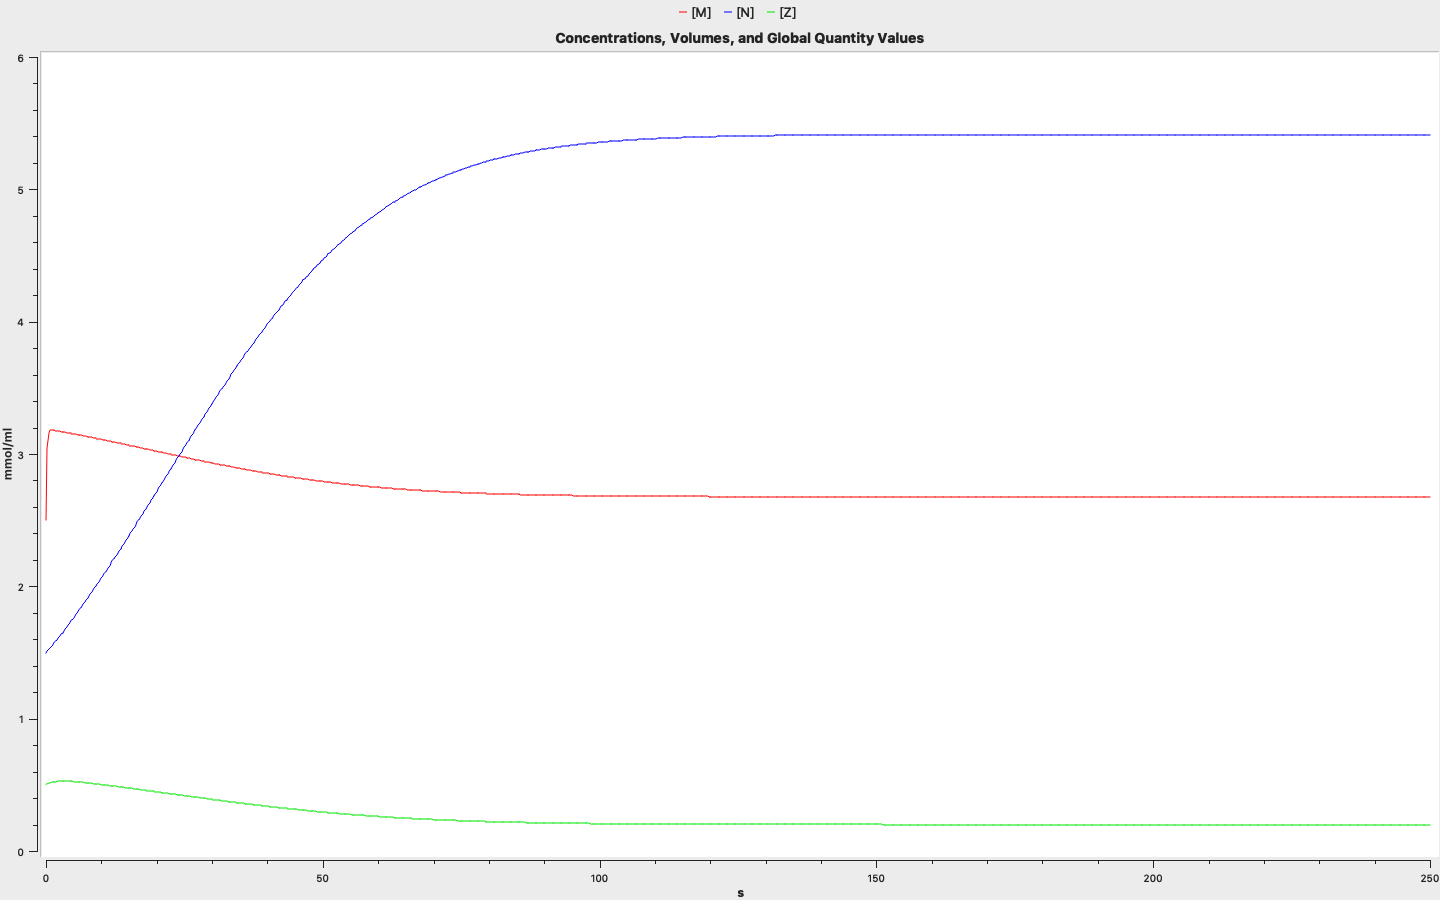 [M] [N] [Z]
Concentrations, Volumes, and Global Quantity Values
6
5
4
3
2
1
0
mmol/ml
0 50 100 150 200 250
s